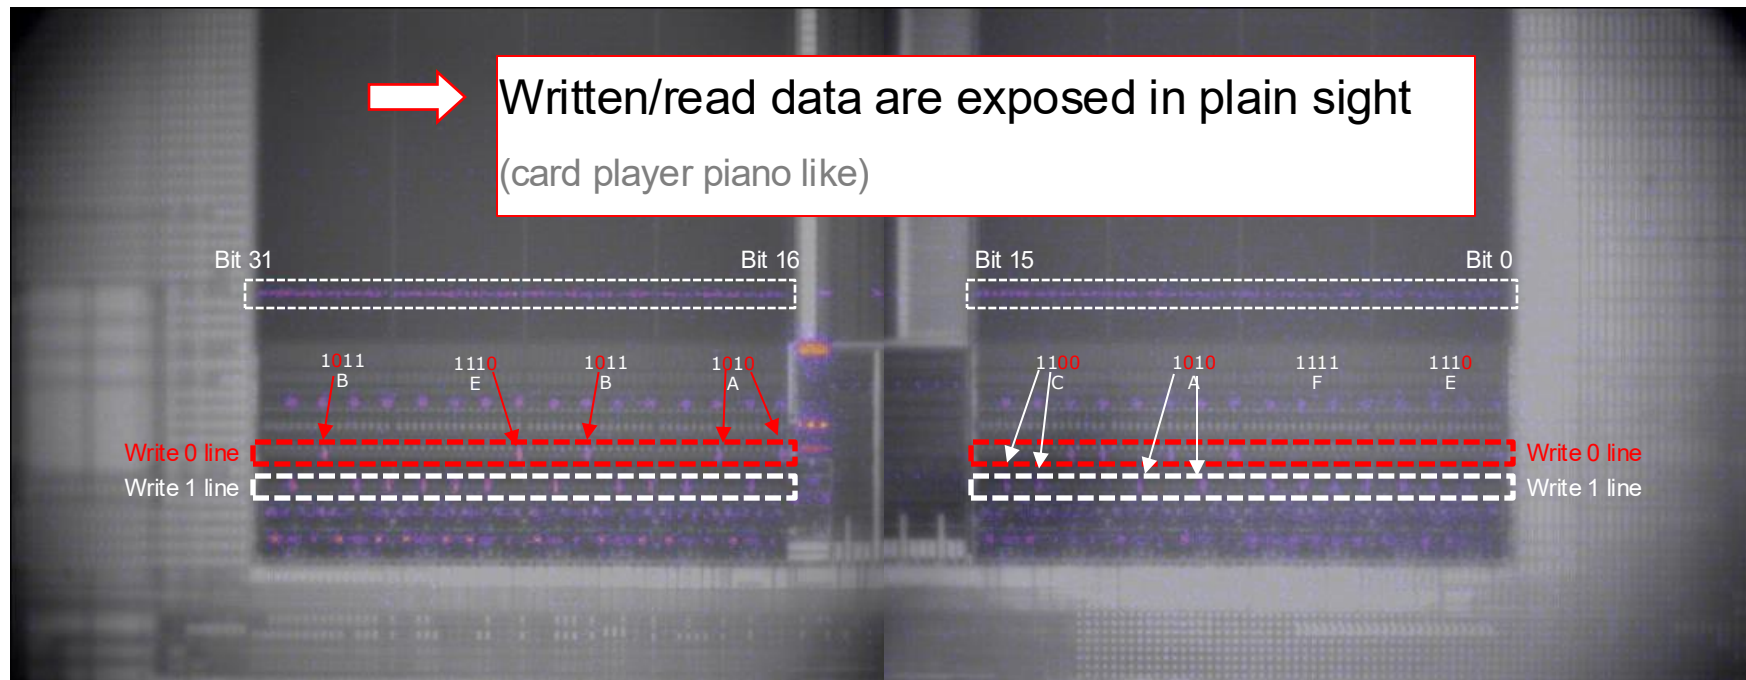 Written/read data are exposed in plain sight
(card player piano like)
Bit 31 Bit 16 Bit 15 Bit 0
1011 1110 1011 1010 1100 1010 1111 1110
B E B A C A F E
Write 0 line Write 0 line
Write 1 line Write 1 line